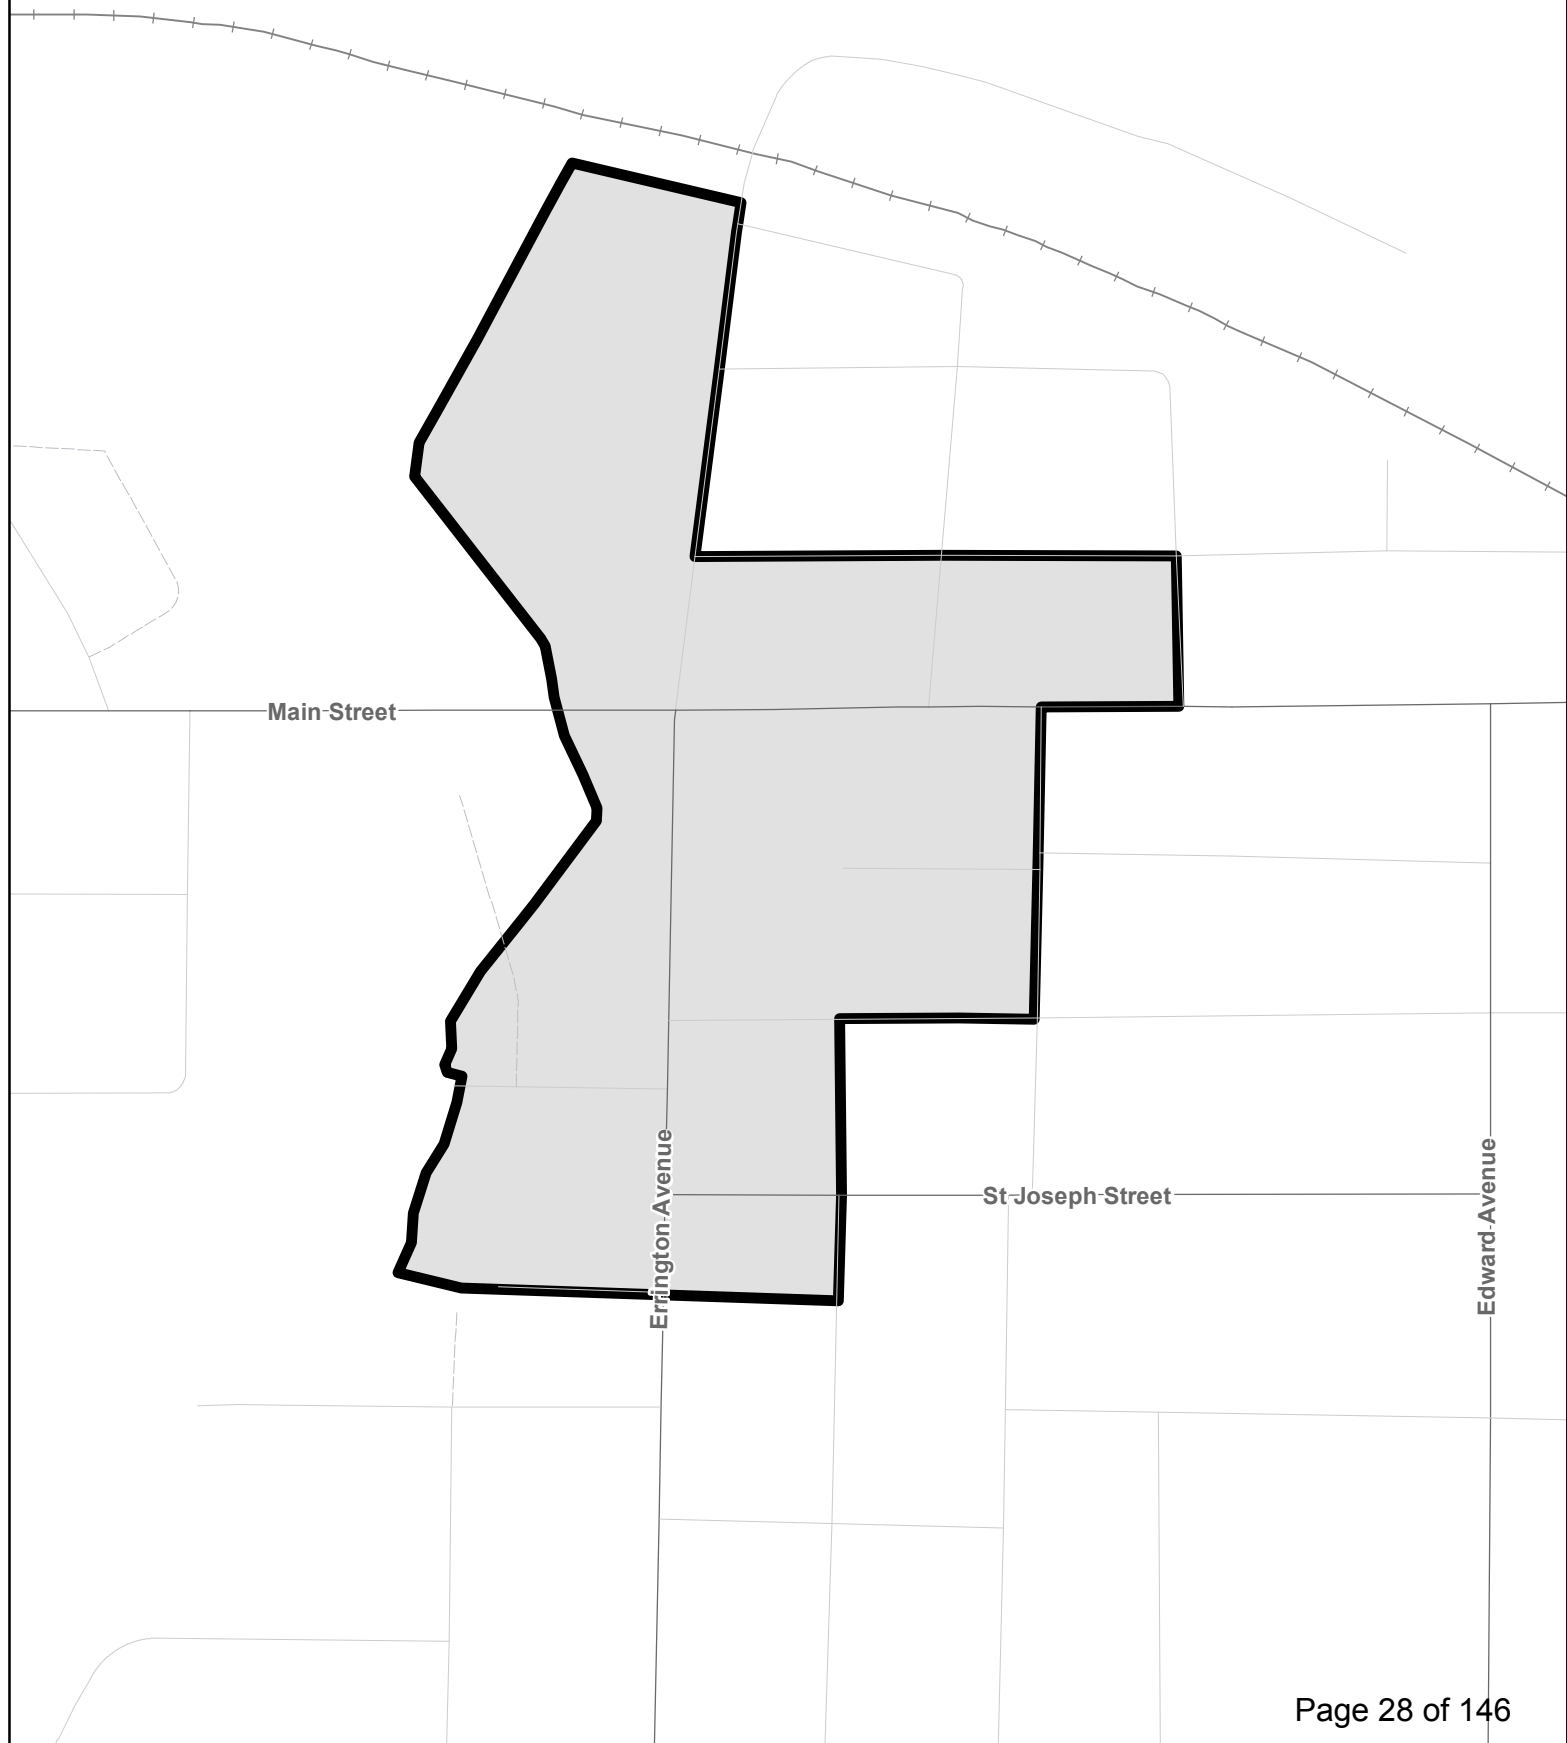 Main Street
Errington Avenue
St Joseph Street
Edward Avenue
Page 28 of 146